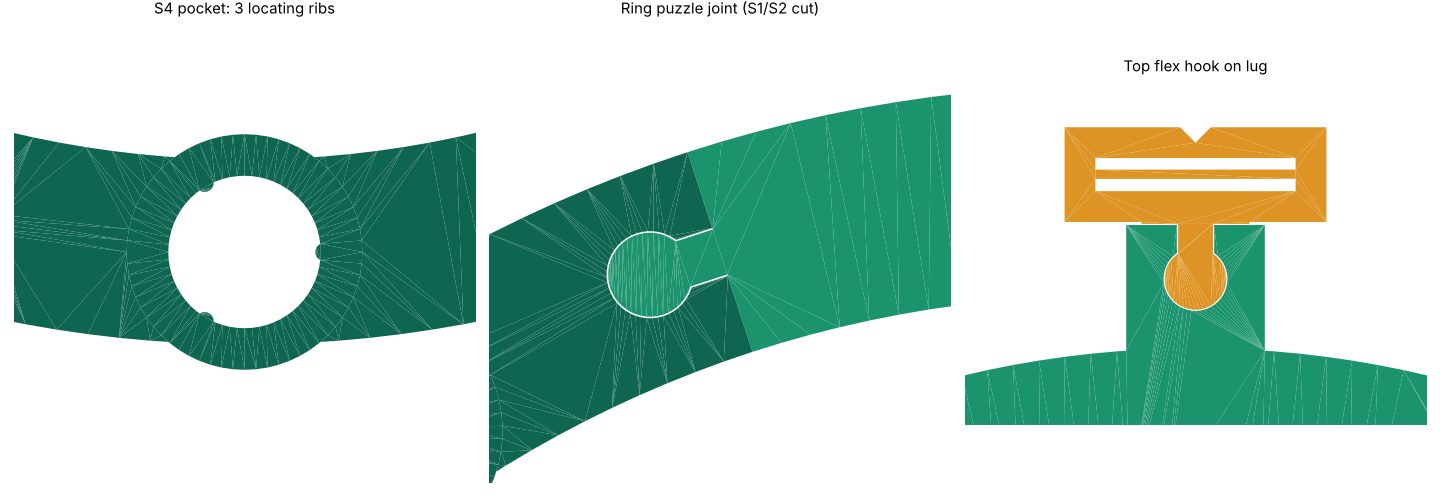 S4 pocket: 3 locating ribs
Ring puzzle joint (S1/S2 cut)
Top flex hook on lug